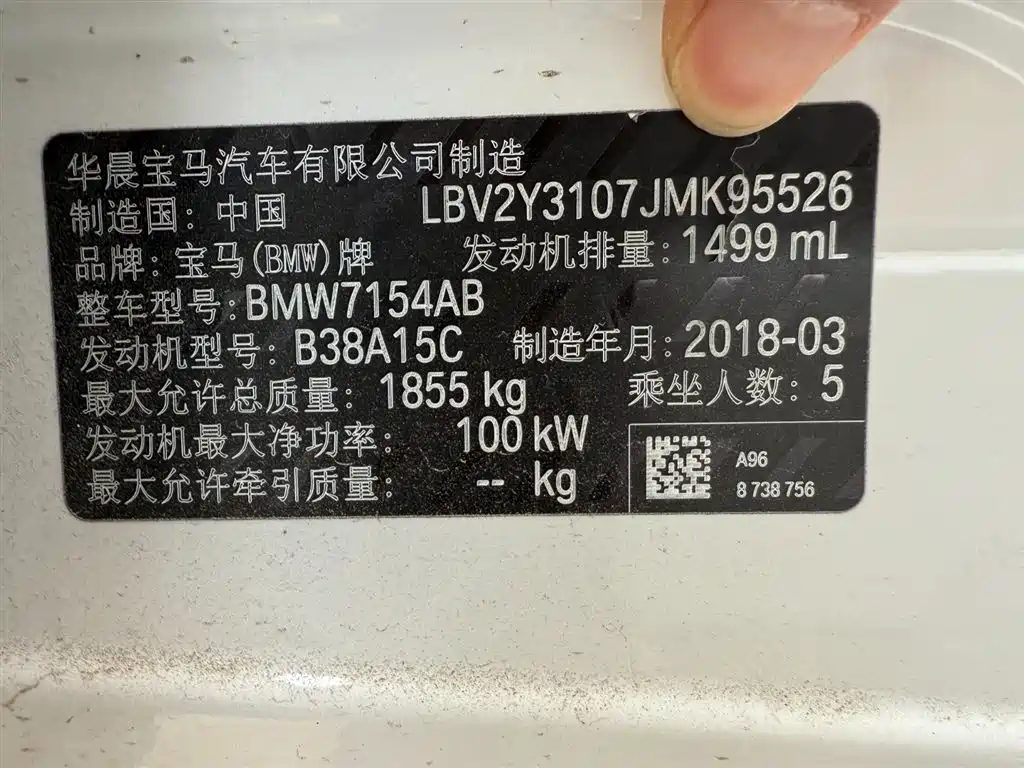 华晨宝马汽车有限公司制造
制造国：中国 LBV2Y3107JMK95526
品牌：宝马(BMW)牌 发动机排量：1499 mL
整车型号：BMW7154AB
发动机型号：B38A15C 制造年月：2018-03
最大允许总质量：1855 kg 乘坐人数：5
发动机最大净功率：100 kW
最大允许牵引质量：-- kg
A96
8 738 756